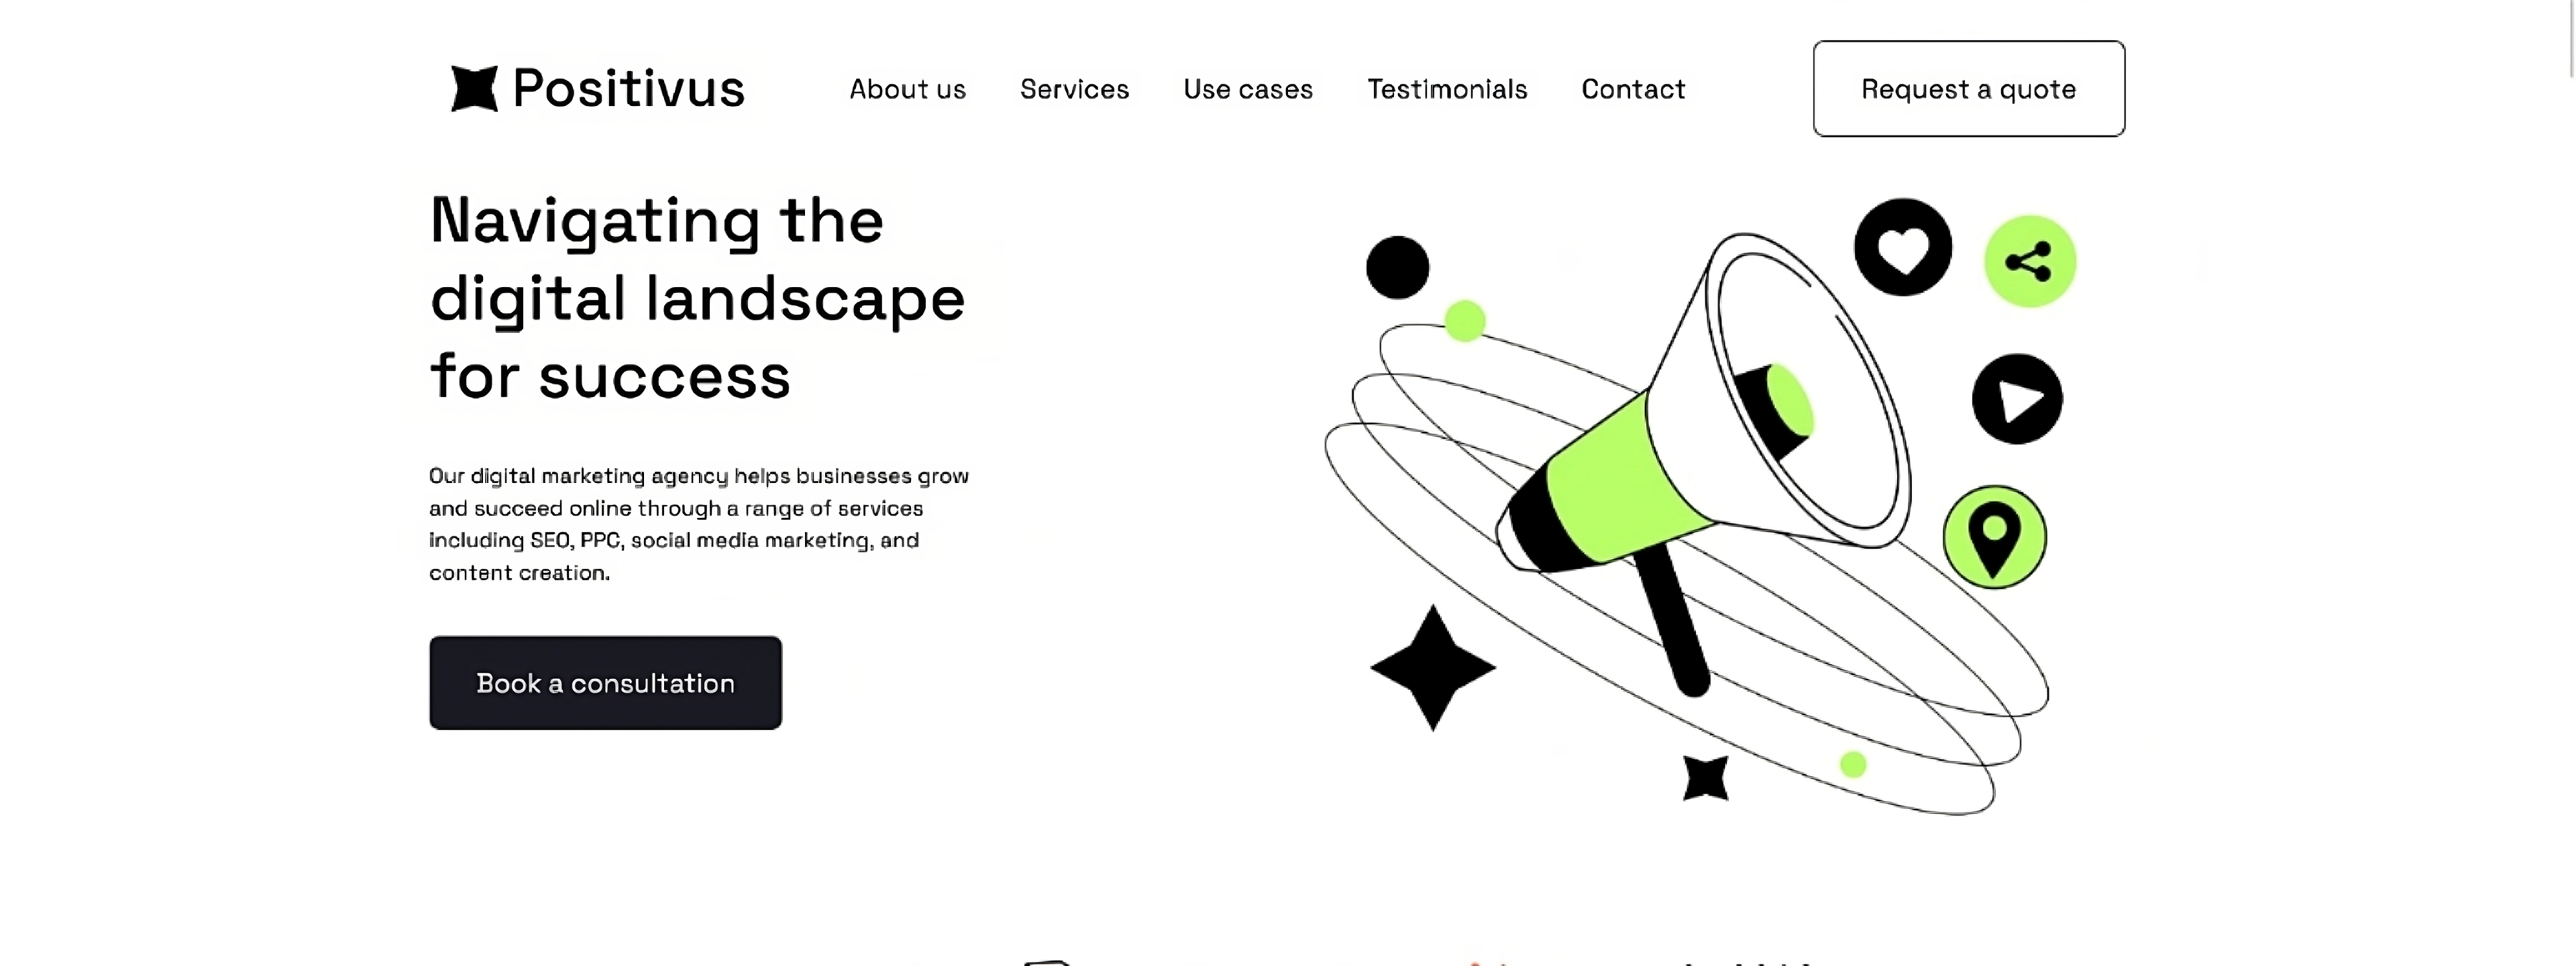 Positivus
About us
Services
Use cases
Testimonials
Contact
Request a quote
Navigating the
digital landscape
for success
Our digital marketing agency helps businesses grow
and succeed online through a range of services
including SEO, PPC, social media marketing, and
content creation.
Book a consultation